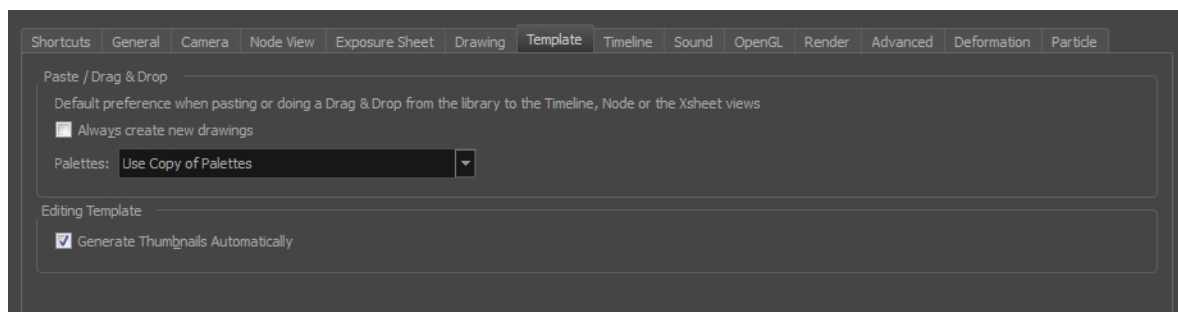 Shortcuts General Camera Node View Exposure Sheet Drawing Template Timeline Sound OpenGL Render Advanced Deformation Particle
Paste / Drag & Drop
Default preference when pasting or doing a Drag & Drop from the library to the Timeline, Node or the Xsheet views
Always create new drawings
Palettes: Use Copy of Palettes
Editing Template
Generate Thumbnails Automatically